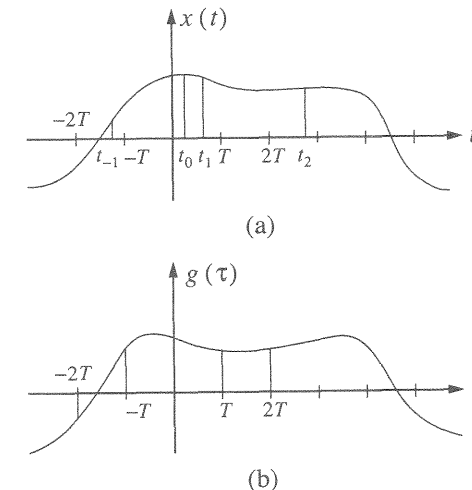 x (t)
−2T
t₋₁ −T t₀ t₁ T 2T t₂
(a)
g (τ)
−2T
−T T 2T
(b)